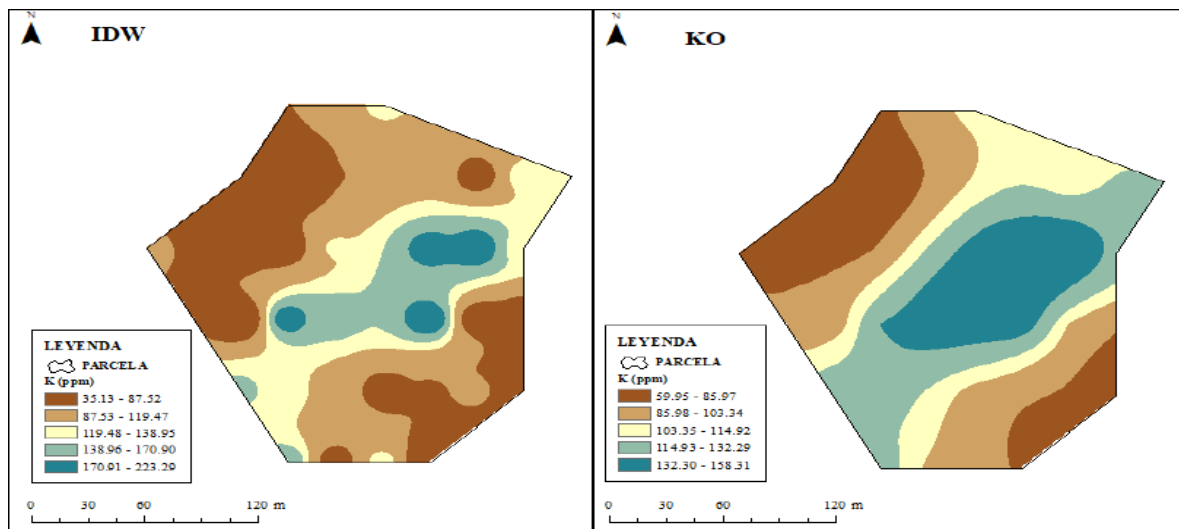 N
IDW
LEYENDA
PARCELA
K (ppm)
35.13 - 87.52
87.53 - 119.47
119.48 - 138.95
138.96 - 170.90
170.91 - 223.29
0 30 60 120 m
N
KO
LEYENDA
PARCELA
K (ppm)
59.95 - 85.97
85.98 - 103.34
103.35 - 114.92
114.93 - 132.29
132.30 - 158.31
0 30 60 120 m